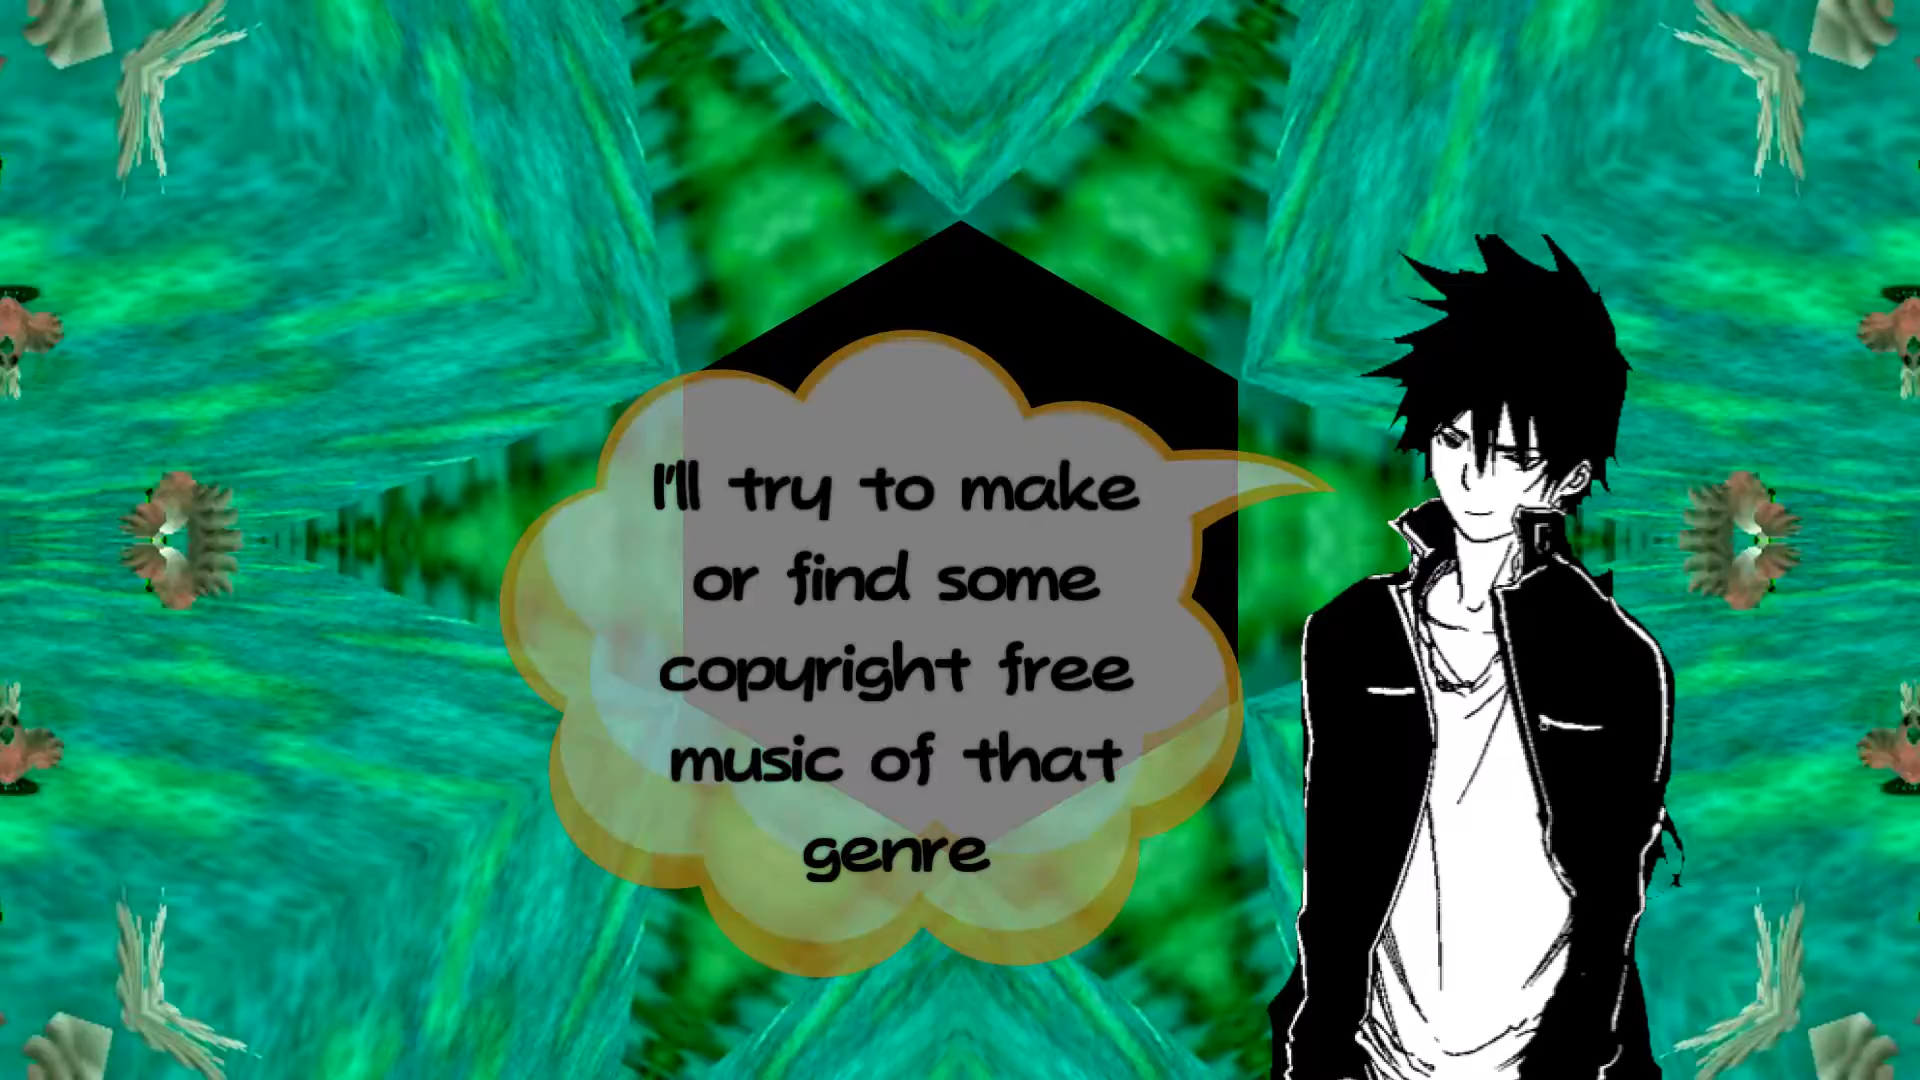 I'll try to make
or find some
copyright free
music of that
genre